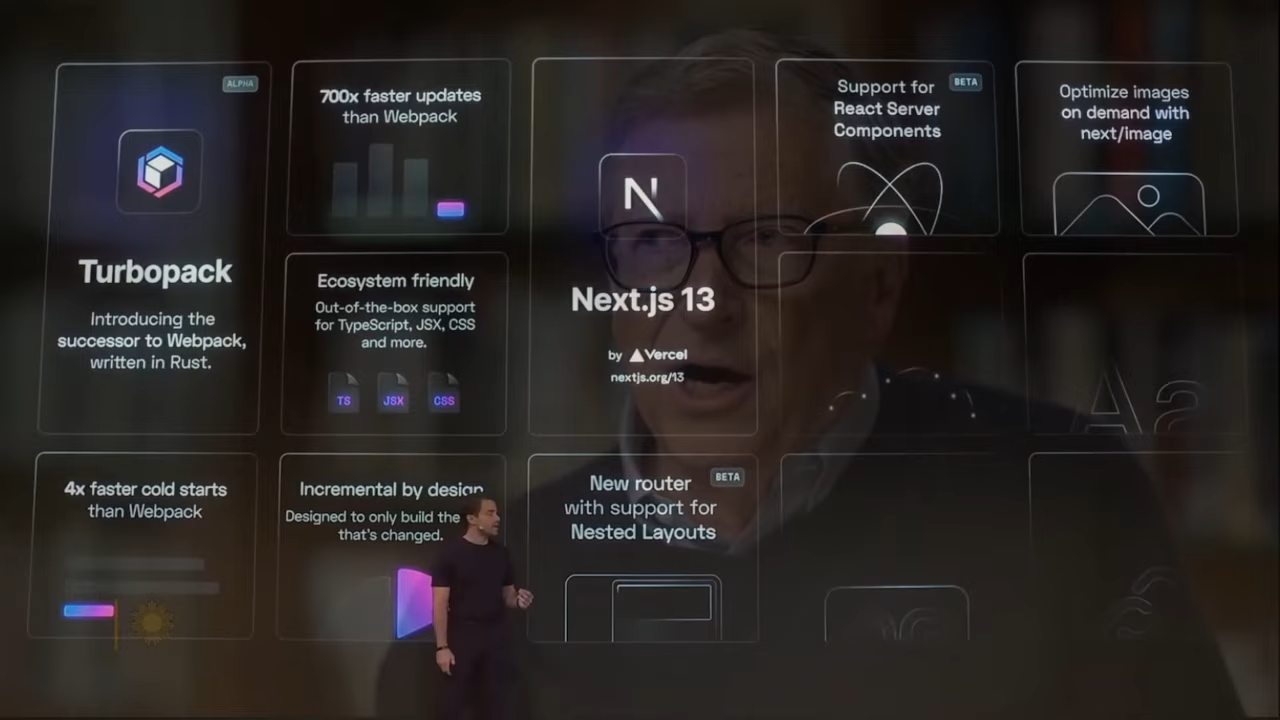 ALPHA
Turbopack
Introducing the
successor to Webpack,
written in Rust.
4x faster cold starts
than Webpack
700x faster updates
than Webpack
Ecosystem friendly
Out-of-the-box support
for TypeScript, JSX, CSS
and more.
TS
JSX
CSS
Incremental by design
Designed to only build the
that's changed.
N
Next.js 13
by Vercel
nextjs.org/13
New router
BETA
with support for
Nested Layouts
Support for
BETA
React Server
Components
Optimize images
on demand with
next/image
Aa